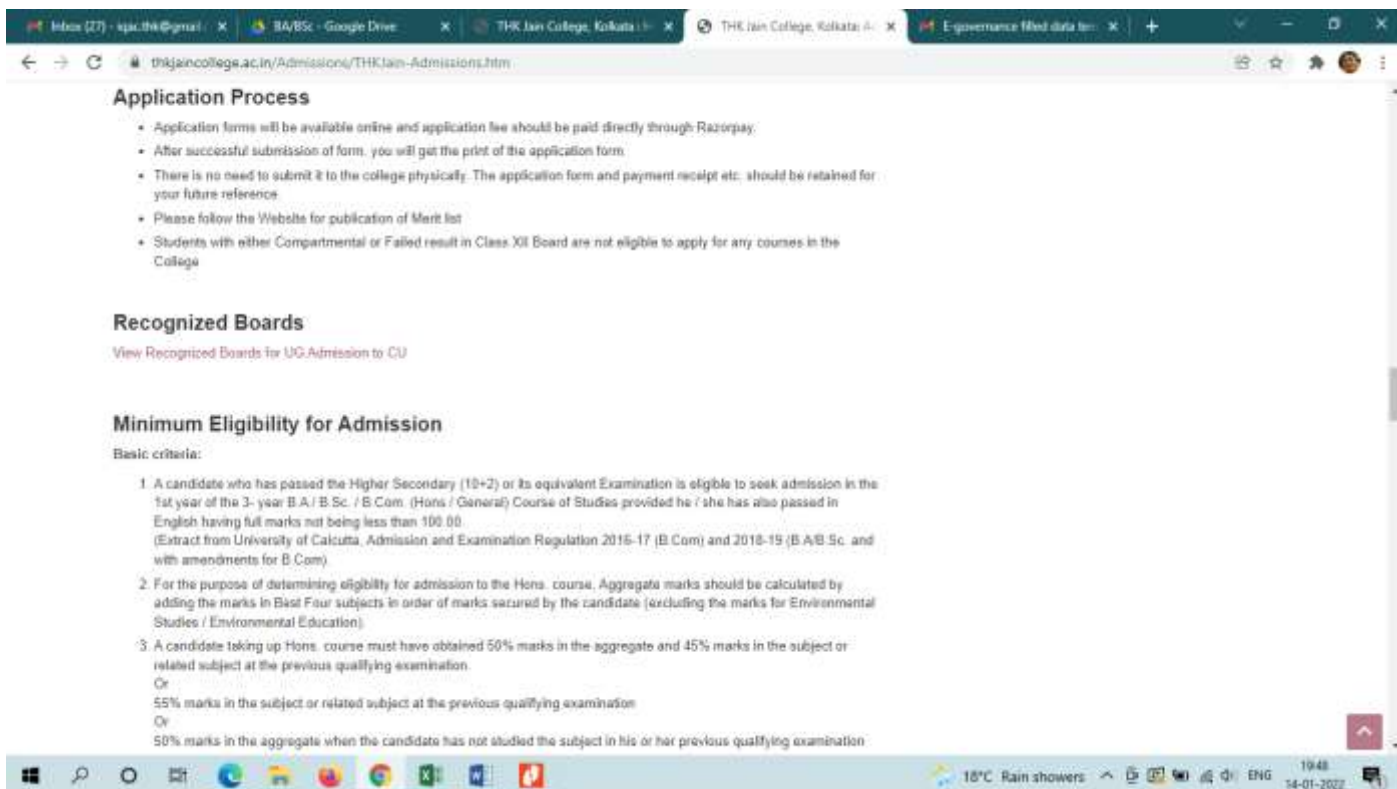 Inbox (27) - iqac.thk@gmail
BA/BSc - Google Drive
THK Jain College, Kolkata
THK Jain College, Kolkata: A
E-governance filled data
thkjaincollege.ac.in/Admissions/THKJain-Admissions.htm
Application Process
• Application forms will be available online and application fee should be paid directly through Razorpay.
• After successful submission of form, you will get the print of the application form
• There is no need to submit it to the college physically. The application form and payment receipt etc. should be retained for
your future reference
• Please follow the Website for publication of Merit list
• Students with either Compartmental or Failed result in Class XII Board are not eligible to apply for any courses in the
College
Recognized Boards
View Recognized Boards for UG Admission to CU
Minimum Eligibility for Admission
Basic criteria:
1. A candidate who has passed the Higher Secondary (10+2) or its equivalent Examination is eligible to seek admission in the
1st year of the 3- year B.A./ B.Sc. / B.Com. (Hons / General) Course of Studies provided he / she has also passed in
English having full marks not being less than 100.00.
(Extract from University of Calcutta, Admission and Examination Regulation 2016-17 (B.Com) and 2018-19 (B.A/B.Sc. and
with amendments for B.Com).
2. For the purpose of determining eligibility for admission to the Hons. course, Aggregate marks should be calculated by
adding the marks in Best Four subjects in order of marks secured by the candidate (excluding the marks for Environmental
Studies / Environmental Education).
3. A candidate taking up Hons. course must have obtained 50% marks in the aggregate and 45% marks in the subject or
related subject at the previous qualifying examination.
Or
55% marks in the subject or related subject at the previous qualifying examination
Or
50% marks in the aggregate when the candidate has not studied the subject in his or her previous qualifying examination
18°C Rain showers
ENG
19:48
14-01-2022